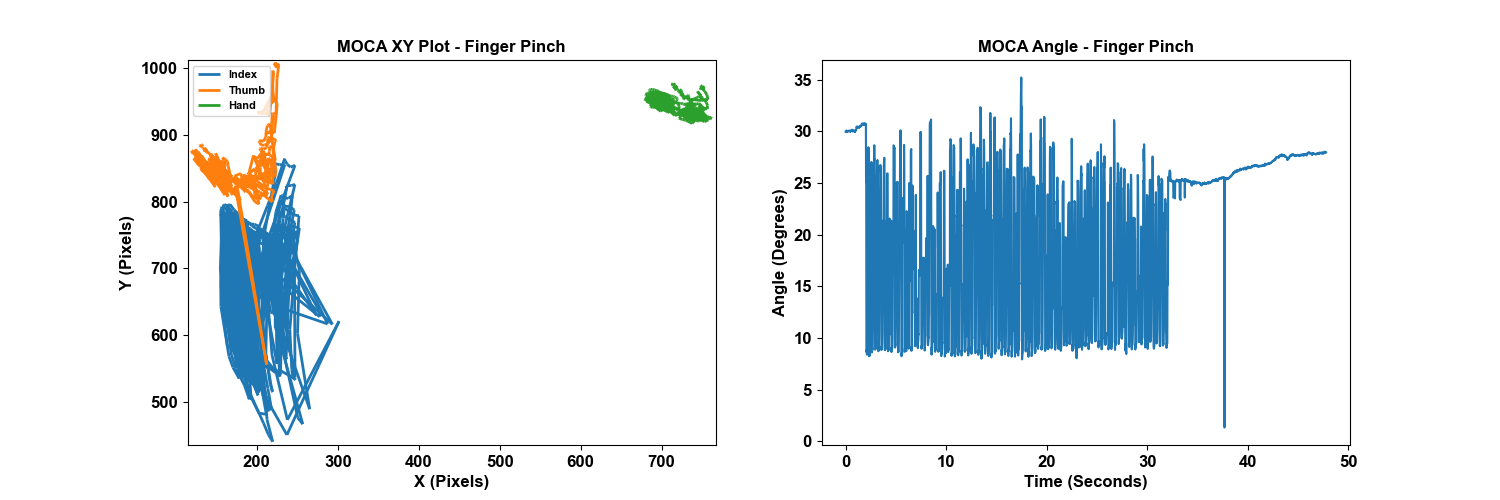 MOCA XY Plot - Finger Pinch
Index
Thumb
Hand
1000
900
800
700
600
500
Y (Pixels)
200 300 400 500 600 700
X (Pixels)
MOCA Angle - Finger Pinch
35
30
25
20
15
10
5
0
Angle (Degrees)
0 10 20 30 40 50
Time (Seconds)